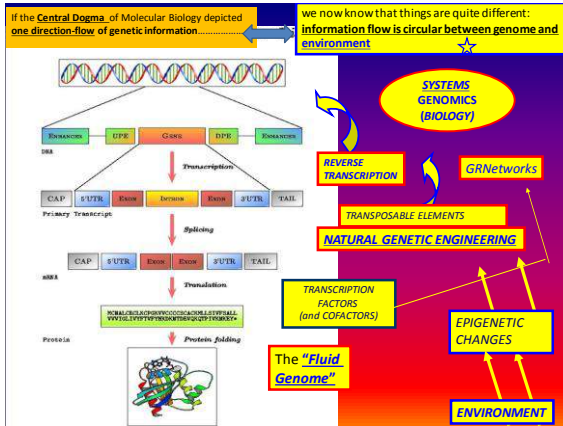 If the Central Dogma of Molecular Biology depicted
one direction-flow of genetic information......................
we now know that things are quite different:
information flow is circular between genome and
environment
SYSTEMS
GENOMICS
(BIOLOGY)
ENHANCER
UPE
GENE
DPE
ENHANCER
DNA
Transcription
REVERSE
TRANSCRIPTION
GRNetworks
CAP
5'UTR
EXON
INTRON
EXON
3'UTR
TAIL
Primary Transcript
TRANSPOSABLE ELEMENTS
NATURAL GENETIC ENGINEERING
Splicing
CAP
5'UTR
EXON
EXON
3'UTR
TAIL
mRNA
Translation
TRANSCRIPTION
FACTORS
(and COFACTORS)
EPIGENETIC
CHANGES
Protein
Protein folding
The "Fluid
Genome"
ENVIRONMENT